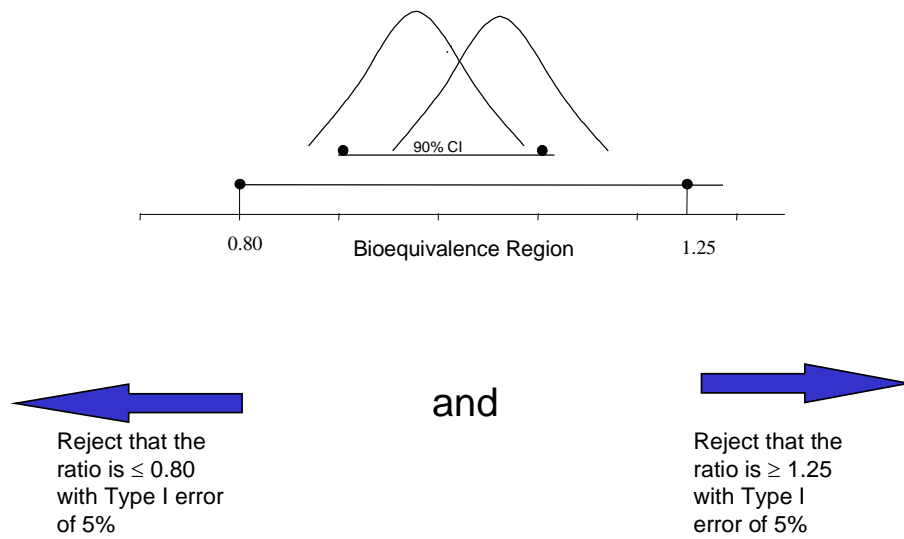 90% CI
0.80
Bioequivalence Region
1.25
and
Reject that the
ratio is ≤ 0.80
with Type I error
of 5%
Reject that the
ratio is ≥ 1.25
with Type I
error of 5%